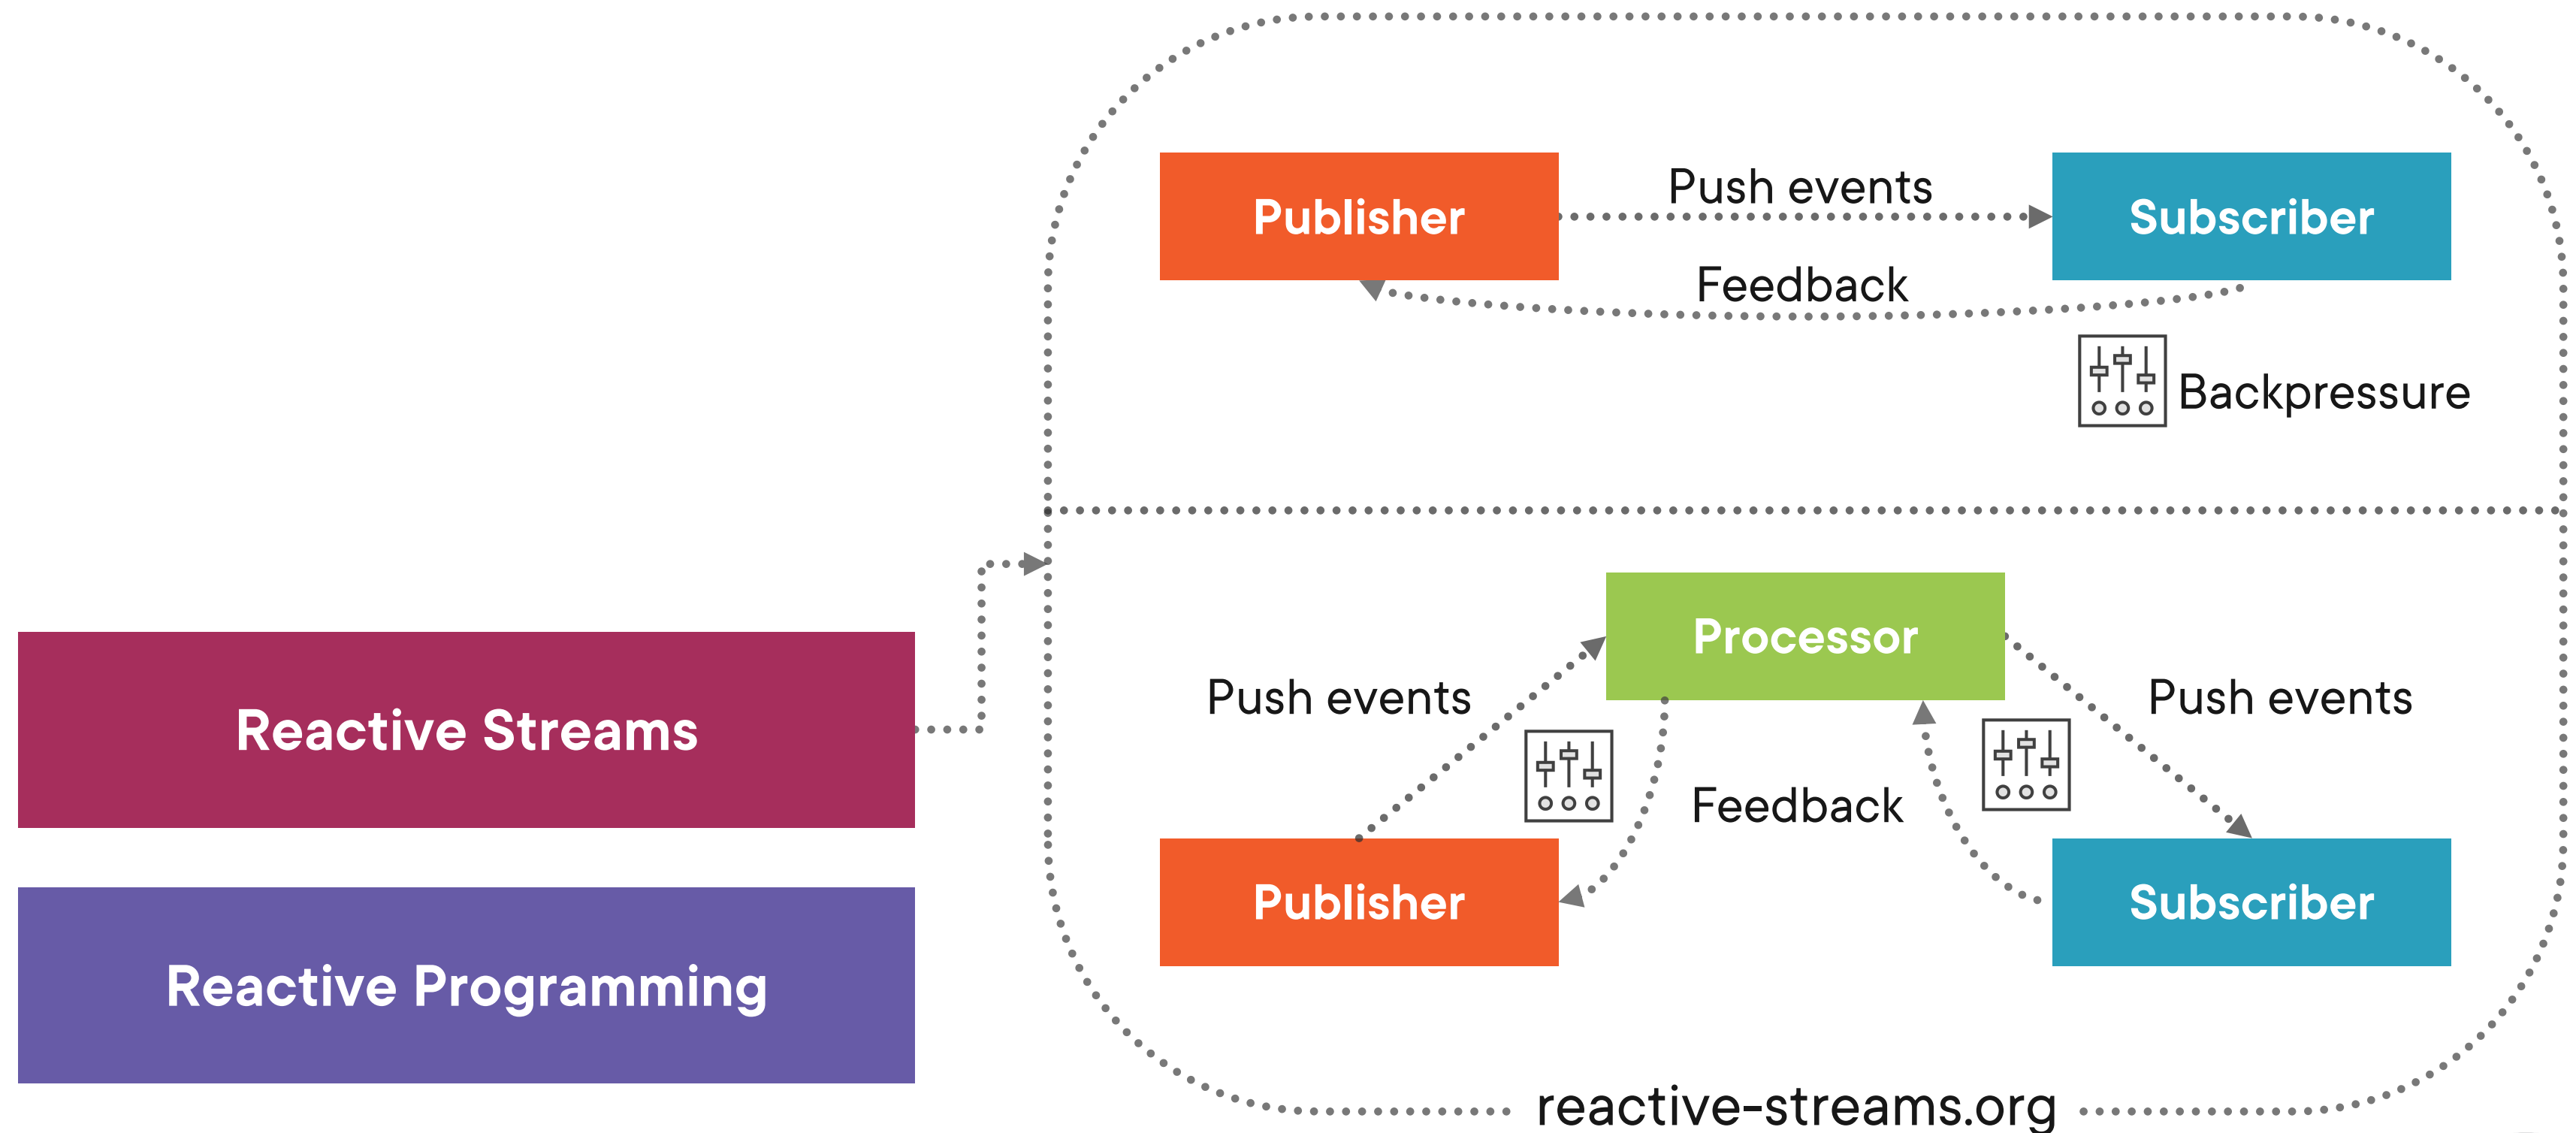 Publisher
Push events
Subscriber
Feedback
Backpressure
Reactive Streams
Reactive Programming
Processor
Push events
Push events
Feedback
Publisher
Subscriber
reactive-streams.org